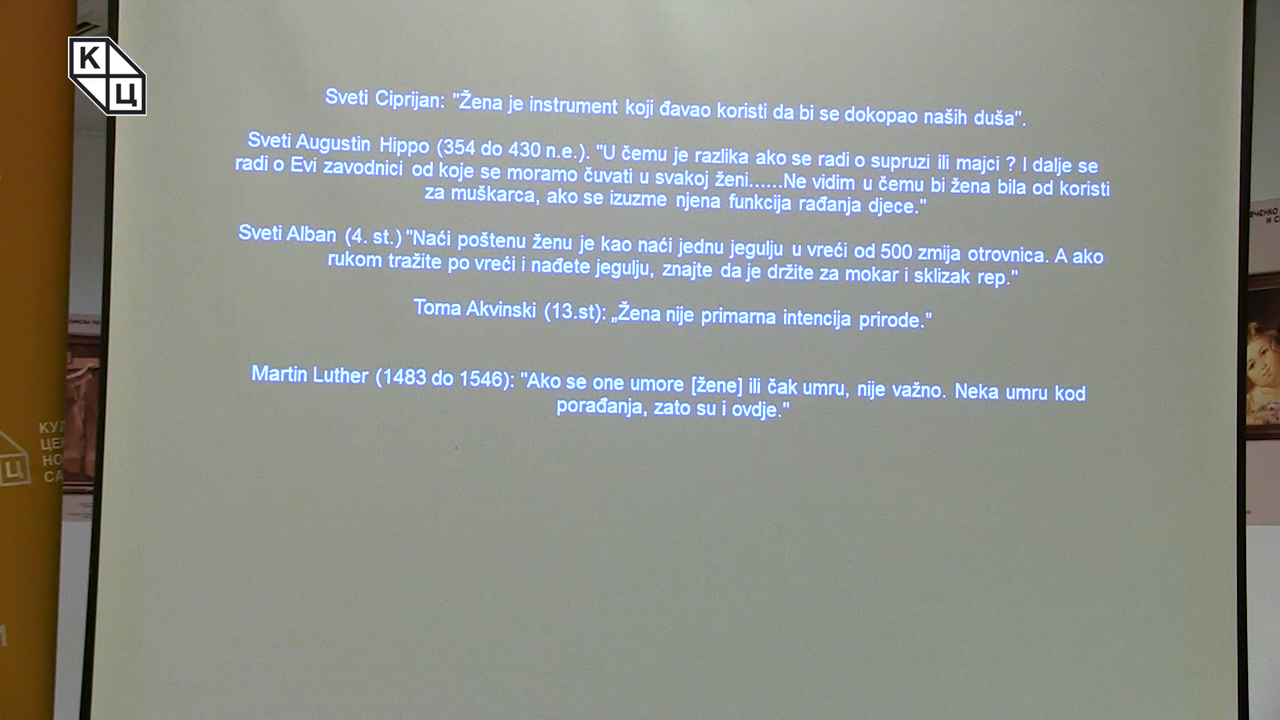 К
Ц
Sveti Ciprijan: "Žena je instrument koji đavao koristi da bi se dokopao naših duša".
Sveti Augustin Hippo (354 do 430 n.e.). "U čemu je razlika ako se radi o supruzi ili majci ? I dalje se
radi o Evi zavodnici od koje se moramo čuvati u svakoj ženi......Ne vidim u čemu bi žena bila od koristi
za muškarca, ako se izuzme njena funkcija rađanja djece."
Sveti Alban (4. st.) "Naći poštenu ženu je kao naći jednu jegulju u vreći od 500 zmija otrovnica. A ako
rukom tražite po vreći i nađete jegulju, znajte da je držite za mokar i sklizak rep."
Toma Akvinski (13.st): „Žena nije primarna intencija prirode."
Martin Luther (1483 do 1546): "Ako se one umore [žene] ili čak umru, nije važno. Neka umru kod
porađanja, zato su i ovdje."
Ц
КУЛ
ЦЕ
НО
СА